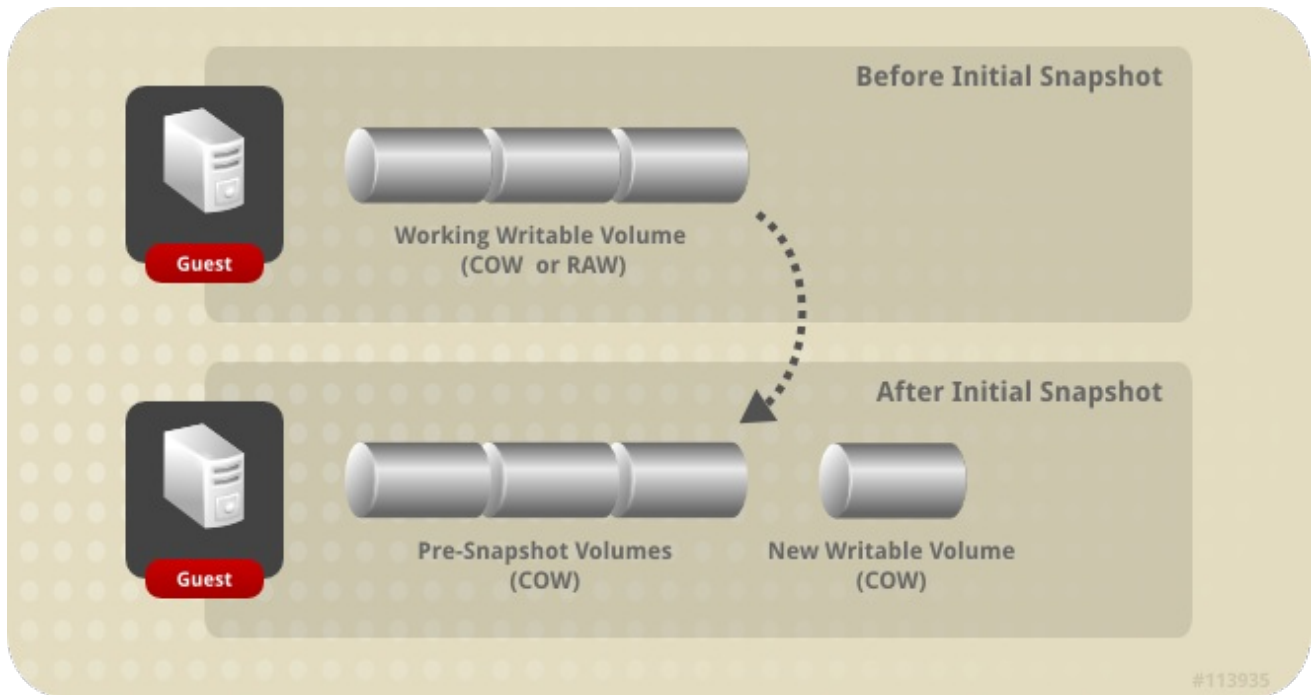 Before Initial Snapshot
Working Writable Volume
(COW or RAW)
Guest
After Initial Snapshot
Pre-Snapshot Volumes
(COW)
New Writable Volume
(COW)
Guest
#113935